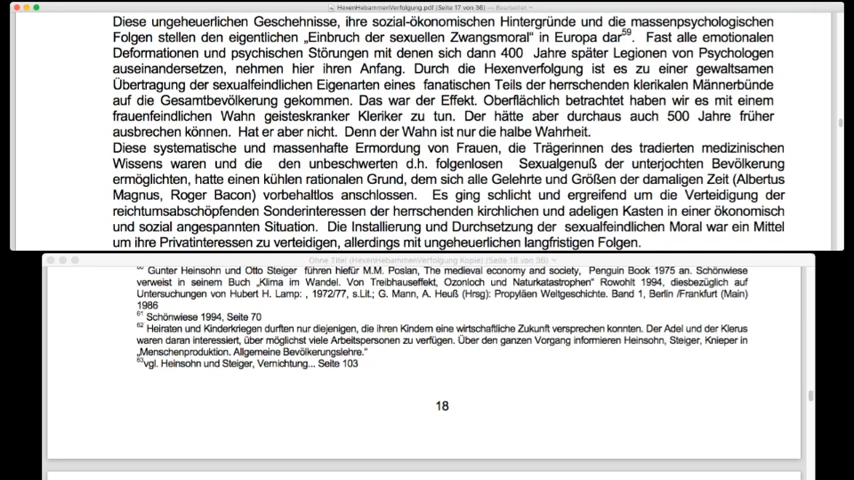 HexenHebammenVerfolgung.pdf (Seite 17 von 36) — Bearbeitet
Diese ungeheuerlichen Geschehnisse, ihre sozial-ökonomischen Hintergründe und die massenpsychologischen
Folgen stellen den eigentlichen „Einbruch der sexuellen Zwangsmoral“ in Europa dar59. Fast alle emotionalen
Deformationen und psychischen Störungen mit denen sich dann 400 Jahre später Legionen von Psychologen
auseinandersetzen, nehmen hier ihren Anfang. Durch die Hexenverfolgung ist es zu einer gewaltsamen
Übertragung der sexualfeindlichen Eigenarten eines fanatischen Teils der herrschenden klerikalen Männerbünde
auf die Gesamtbevölkerung gekommen. Das war der Effekt. Oberflächlich betrachtet haben wir es mit einem
frauenfeindlichen Wahn geisteskranker Kleriker zu tun. Der hätte aber durchaus auch 500 Jahre früher
ausbrechen können. Hat er aber nicht. Denn der Wahn ist nur die halbe Wahrheit.
Diese systematische und massenhafte Ermordung von Frauen, die Trägerinnen des tradierten medizinischen
Wissens waren und die den unbeschwerten d.h. folgenlosen Sexualgenuß der unterjochten Bevölkerung
ermöglichten, hatte einen kühlen rationalen Grund, dem sich alle Gelehrte und Größen der damaligen Zeit (Albertus
Magnus, Roger Bacon) vorbehaltlos anschlossen. Es ging schlicht und ergreifend um die Verteidigung der
reichtumsabschöpfenden Sonderinteressen der herrschenden kirchlichen und adeligen Kasten in einer ökonomisch
und sozial angespannten Situation. Die Installierung und Durchsetzung der sexualfeindlichen Moral war ein Mittel
um ihre Privatinteressen zu verteidigen, allerdings mit ungeheuerlichen langfristigen Folgen.
Ohne Titel (HexenHebammenVerfolgung Kopie) (Seite 18 von 36)
Gunter Heinsohn und Otto Steiger führen hiefür M.M. Poslan, The medieval economy and society, Penguin Book 1975 an. Schönwiese
verweist in seinem Buch „Klima im Wandel. Von Treibhauseffekt, Ozonloch und Naturkatastrophen“ Rowohlt 1994, diesbezüglich auf
Untersuchungen von Hubert H. Lamp: , 1972/77, s.Lit.; G. Mann, A. Heuß (Hrsg): Propyläen Weltgeschichte. Band 1, Berlin /Frankfurt (Main)
1986
61 Schönwiese 1994, Seite 70
62 Heiraten und Kinderkriegen durften nur diejenigen, die ihren Kindern eine wirtschaftliche Zukunft versprechen konnten. Der Adel und der Klerus
waren daran interessiert, über möglichst viele Arbeitspersonen zu verfügen. Über den ganzen Vorgang informieren Heinsohn, Steiger, Knieper in
„Menschenproduktion. Allgemeine Bevölkerungslehre.“
63vgl. Heinsohn und Steiger, Vernichtung... Seite 103
18